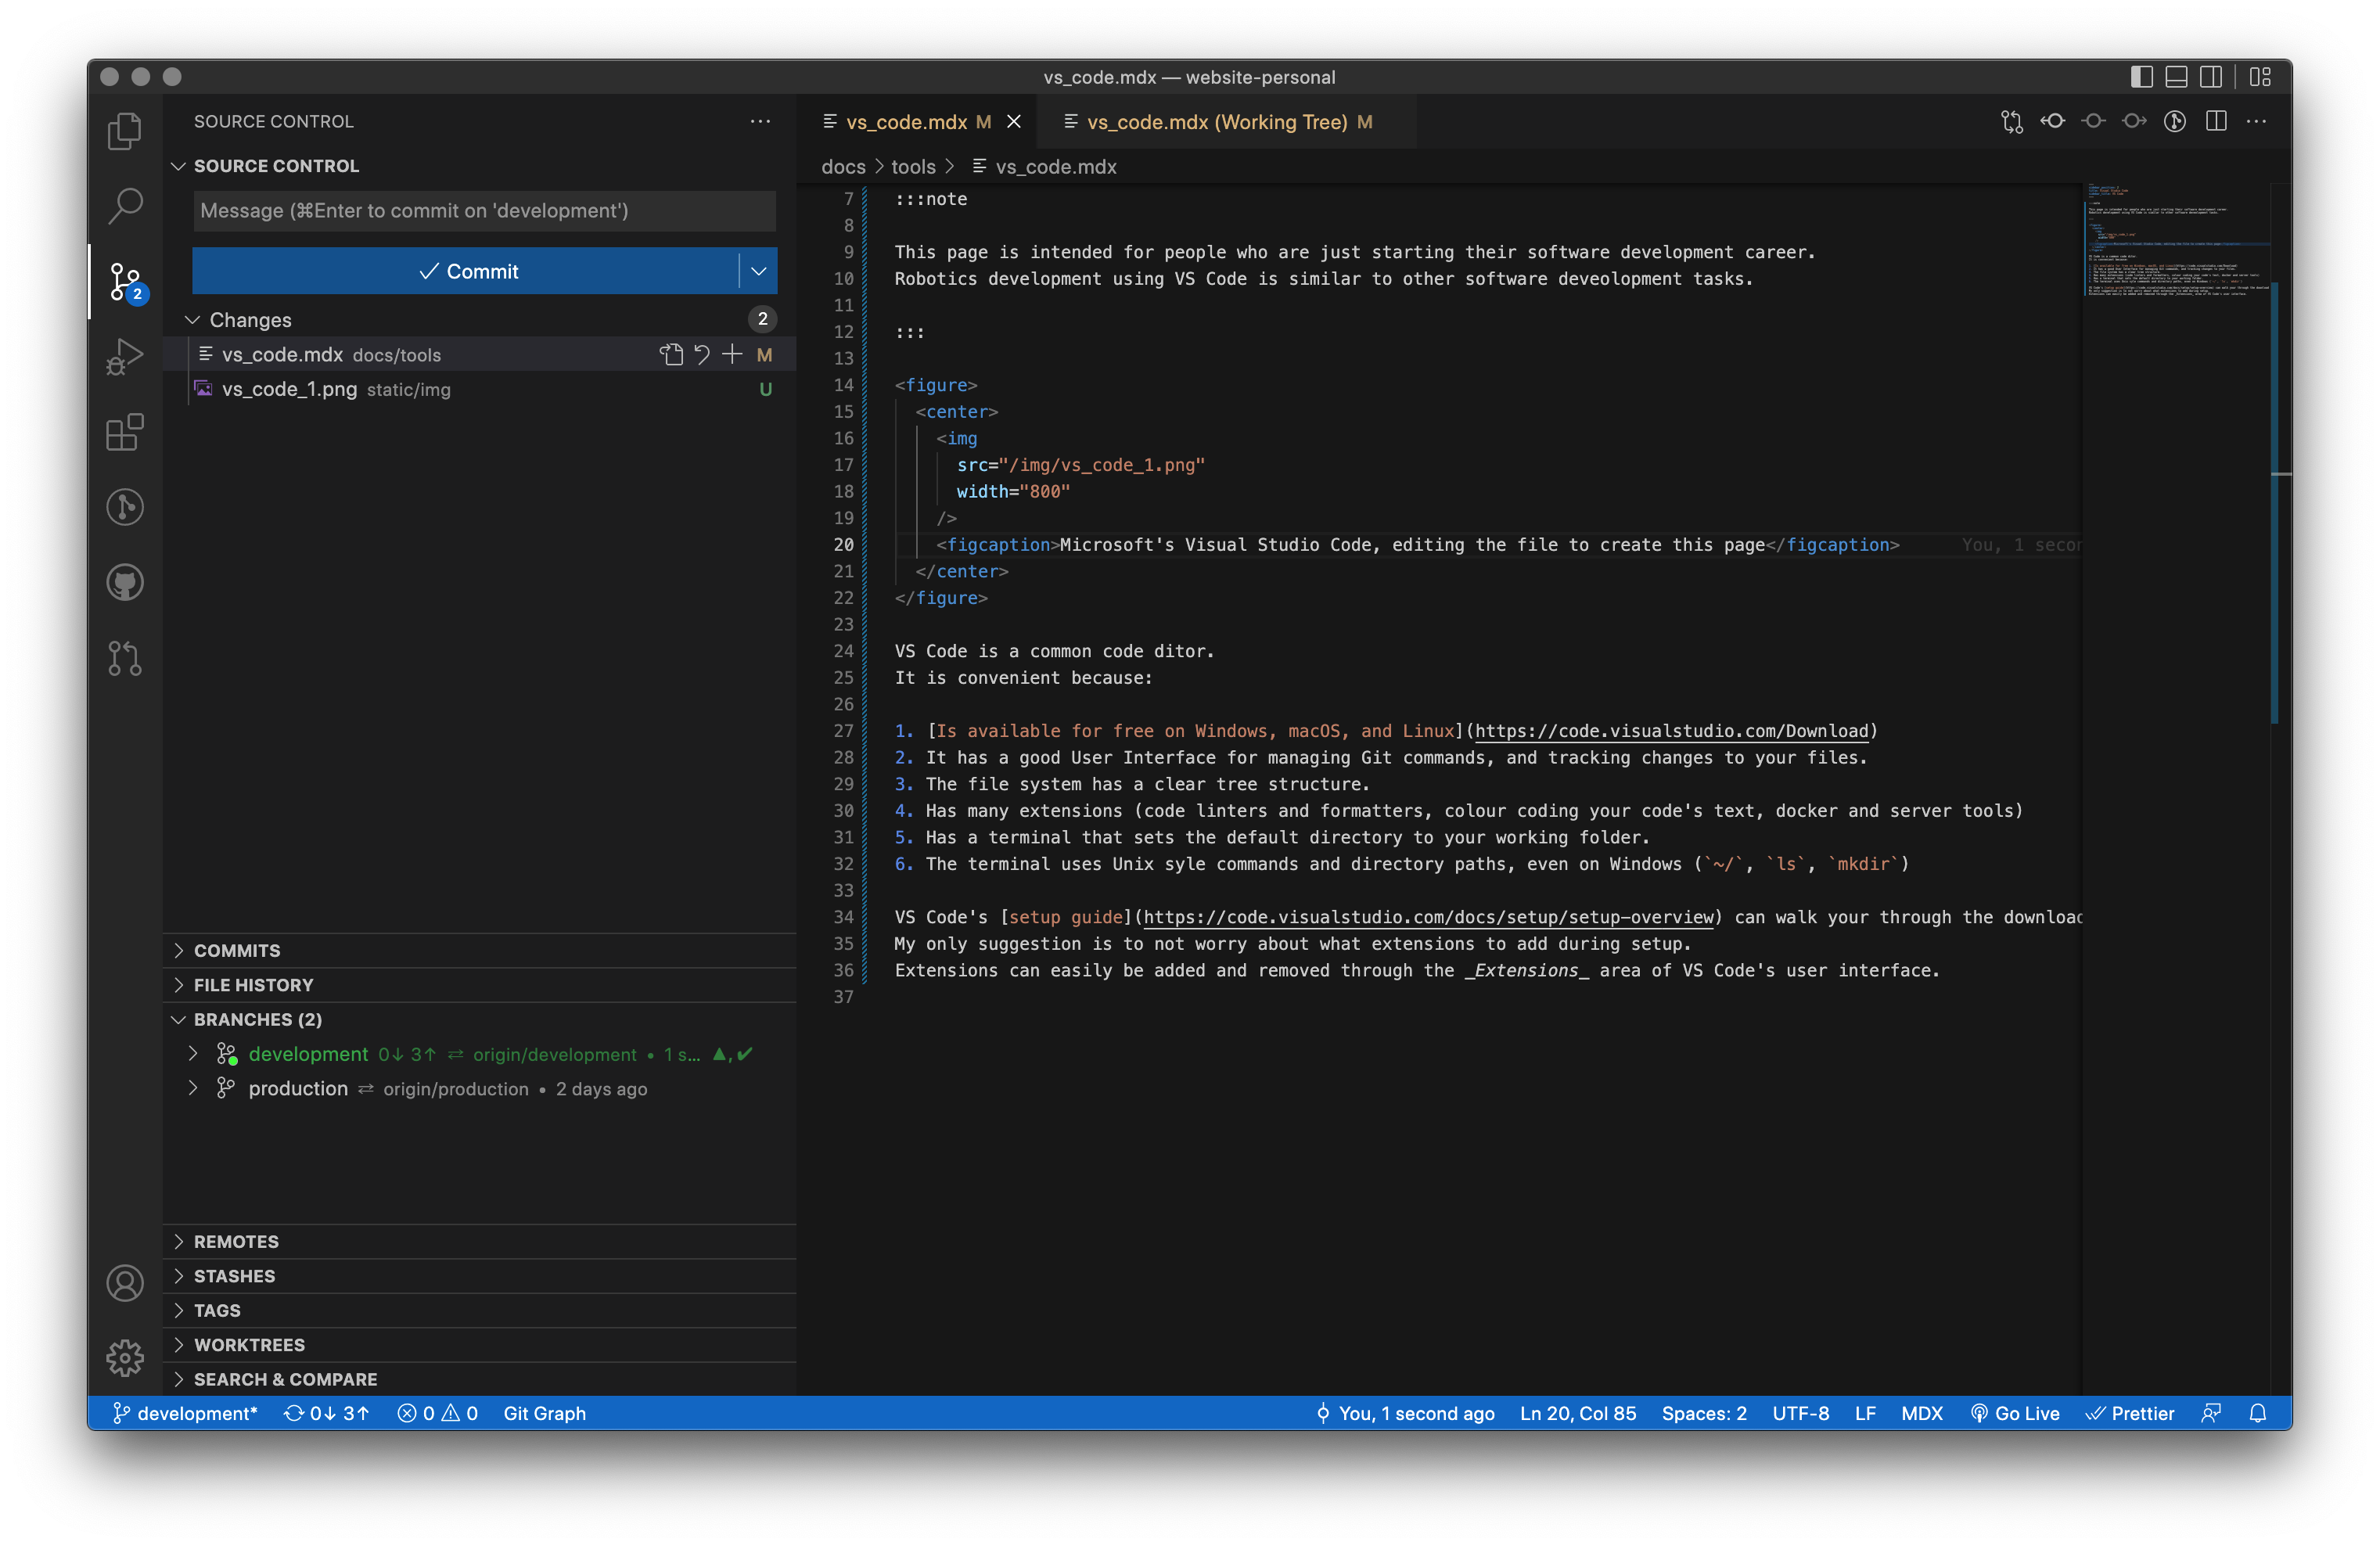 vs_code.mdx — website-personal
SOURCE CONTROL
SOURCE CONTROL
Message (⌘Enter to commit on 'development')
Commit
Changes 2
vs_code.mdx docs/tools M
vs_code_1.png static/img U
2
COMMITS
FILE HISTORY
BRANCHES (2)
development 0↓ 3↑ ⇄ origin/development • 1 s... ▲,✔
production ⇄ origin/production • 2 days ago
REMOTES
STASHES
TAGS
WORKTREES
SEARCH & COMPARE
vs_code.mdx M
vs_code.mdx (Working Tree) M
docs > tools > vs_code.mdx
7 :::note
8
9 This page is intended for people who are just starting their software development career.
10 Robotics development using VS Code is similar to other software deveolopment tasks.
11
12 :::
13
14 <figure>
15 <center>
16 <img
17 src="/img/vs_code_1.png"
18 width="800"
19 />
20 <figcaption>Microsoft's Visual Studio Code, editing the file to create this page</figcaption> You, 1 secon
21 </center>
22 </figure>
23
24 VS Code is a common code ditor.
25 It is convenient because:
26
27 1. [Is available for free on Windows, macOS, and Linux](https://code.visualstudio.com/Download)
28 2. It has a good User Interface for managing Git commands, and tracking changes to your files.
29 3. The file system has a clear tree structure.
30 4. Has many extensions (code linters and formatters, colour coding your code's text, docker and server tools)
31 5. Has a terminal that sets the default directory to your working folder.
32 6. The terminal uses Unix syle commands and directory paths, even on Windows (`~/`, `ls`, `mkdir`)
33
34 VS Code's [setup guide](https://code.visualstudio.com/docs/setup/setup-overview) can walk your through the download
35 My only suggestion is to not worry about what extensions to add during setup.
36 Extensions can easily be added and removed through the _Extensions_ area of VS Code's user interface.
37
development* 0↓ 3↑ 0 0 Git Graph
You, 1 second ago Ln 20, Col 85 Spaces: 2 UTF-8 LF MDX Go Live Prettier